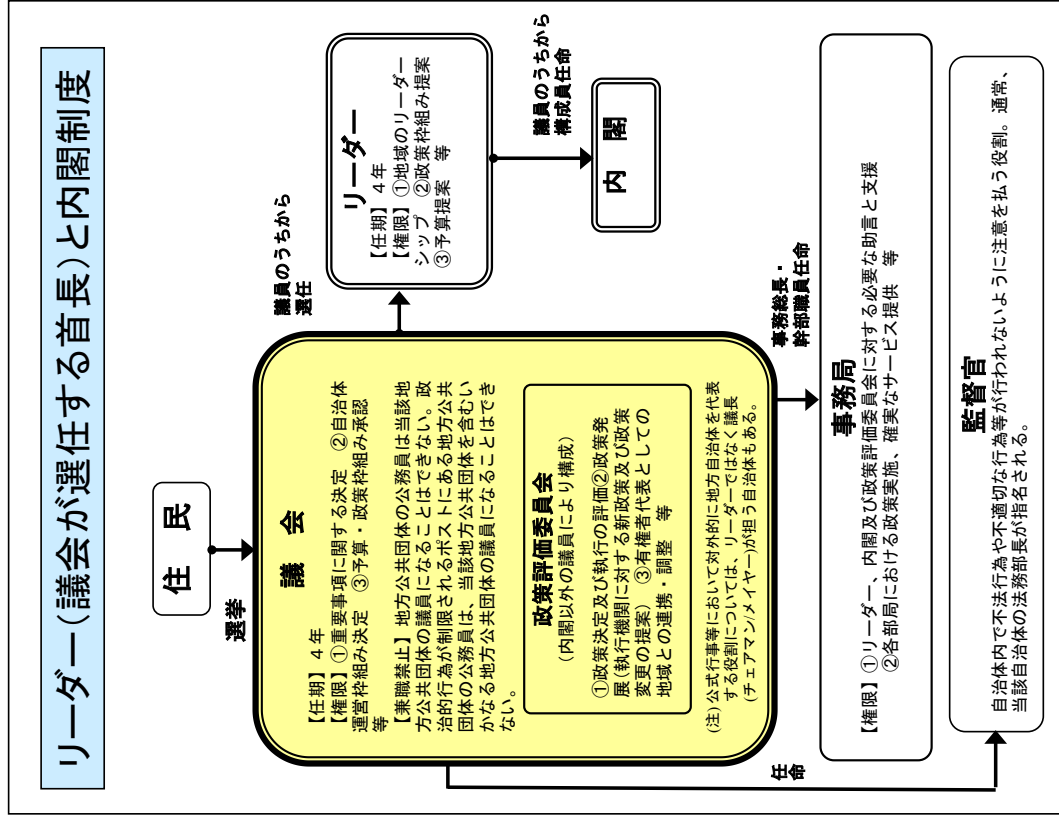 リーダー(議会が選任する首長)と内閣制度
住　民
選挙
議　会
【任期】４年
【権限】①重要事項に関する決定　②自治体
運営枠組み決定　③予算・政策枠組み承認
等
【兼職禁止】地方公共団体の公務員は当該地
方公共団体の議員になることはできない。政
治的行為が制限されるポストにある地方公共
団体の公務員は、当該地方公共団体を含むい
かなる地方公共団体の議員になることはでき
ない。
政策評価委員会
(内閣以外の議員により構成)
①政策決定及び執行の評価②政策発
展(執行機関に対する新政策及び政策
変更の提案)　③有権者代表としての
地域との連携・調整　等
(注)公式行事等において対外的に地方自治体を代表
する役割については、リーダーではなく議長
(チェアマン/メイヤー)が担う自治体もある。
議員のうちから
選任
リーダー
【任期】４年
【権限】①地域のリーダー
シップ　②政策枠組み提案
③予算提案　等
議員のうちから
構成員任命
内　閣
事務総長・
幹部職員任命
事務局
【権限】①リーダー、内閣及び政策評価委員会に対する必要な助言と支援
②各部局における政策実施、確実なサービス提供　等
任命
監督官
自治体内で不法行為や不適切な行為等が行われないように注意を払う役割。通常、
当該自治体の法務部長が指名される。